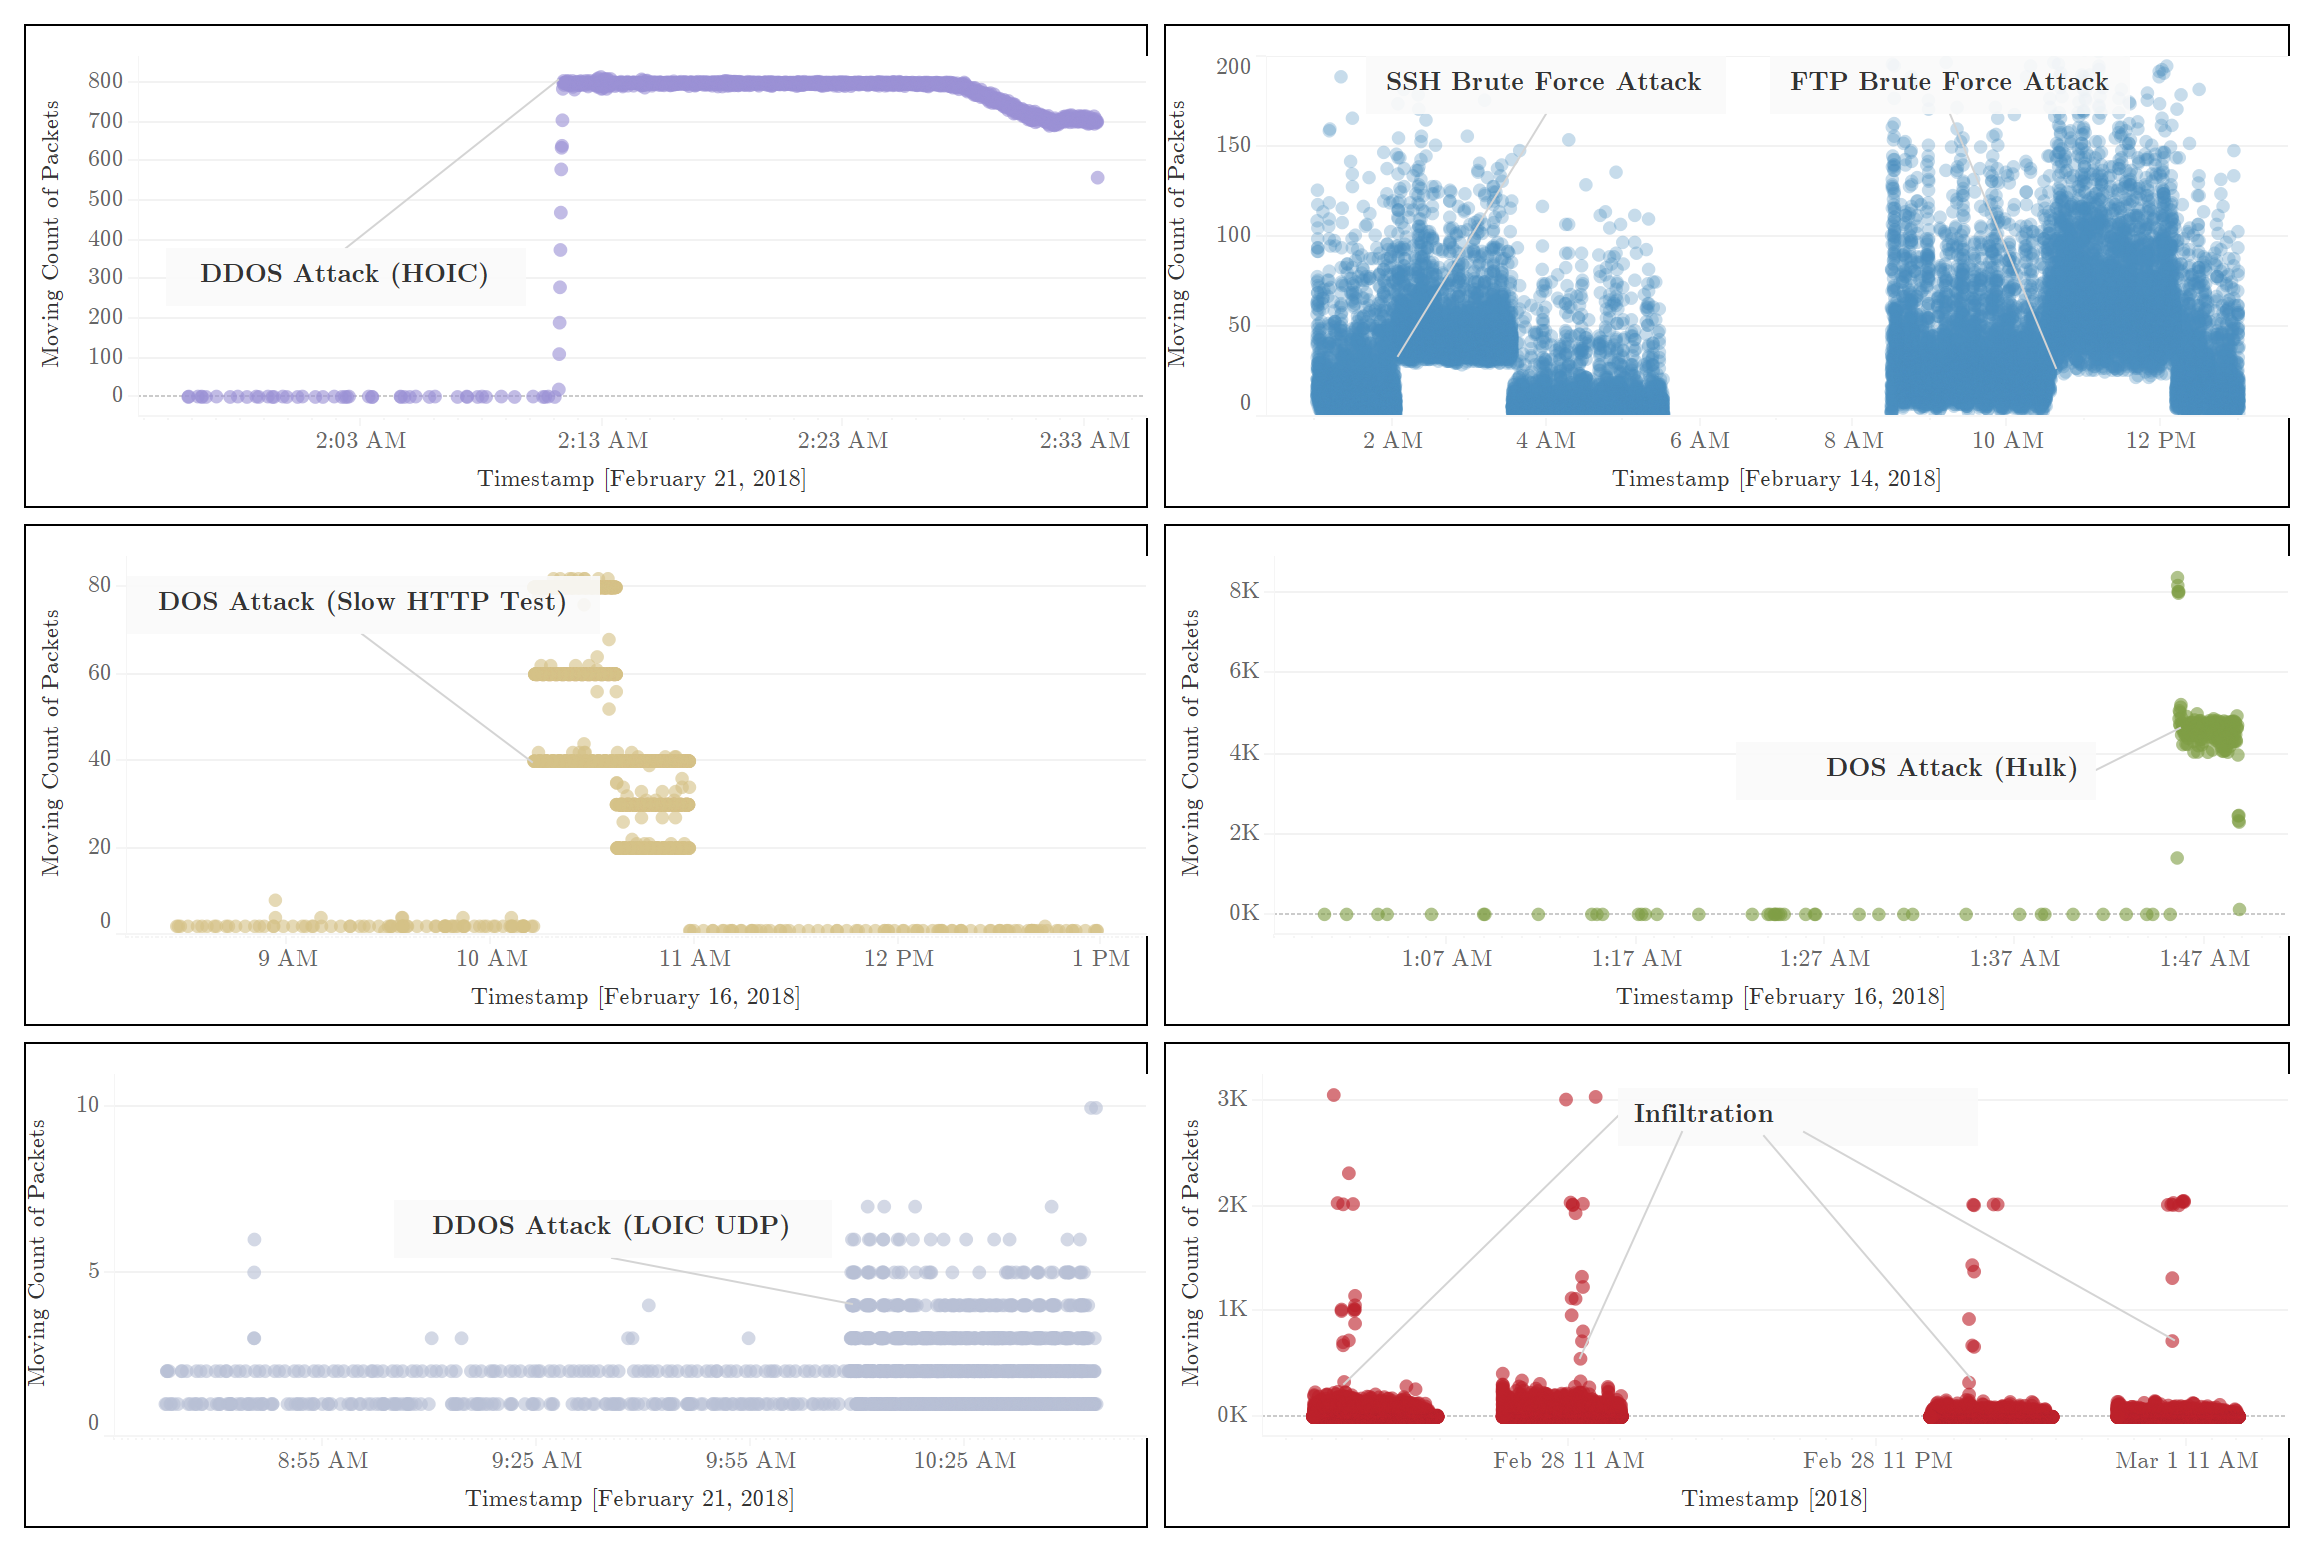 Moving Count of Packets
800
700
600
500
400
300
200
100
0
DDOS Attack (HOIC)
2:03 AM 2:13 AM 2:23 AM 2:33 AM
Timestamp [February 21, 2018]
Moving Count of Packets
200
150
100
50
0
SSH Brute Force Attack FTP Brute Force Attack
2 AM 4 AM 6 AM 8 AM 10 AM 12 PM
Timestamp [February 14, 2018]
Moving Count of Packets
80
60
40
20
0
DOS Attack (Slow HTTP Test)
9 AM 10 AM 11 AM 12 PM 1 PM
Timestamp [February 16, 2018]
Moving Count of Packets
8K
6K
4K
2K
0K
DOS Attack (Hulk)
1:07 AM 1:17 AM 1:27 AM 1:37 AM 1:47 AM
Timestamp [February 16, 2018]
Moving Count of Packets
10
5
0
DDOS Attack (LOIC UDP)
8:55 AM 9:25 AM 9:55 AM 10:25 AM
Timestamp [February 21, 2018]
Moving Count of Packets
3K
2K
1K
0K
Infiltration
Feb 28 11 AM Feb 28 11 PM Mar 1 11 AM
Timestamp [2018]